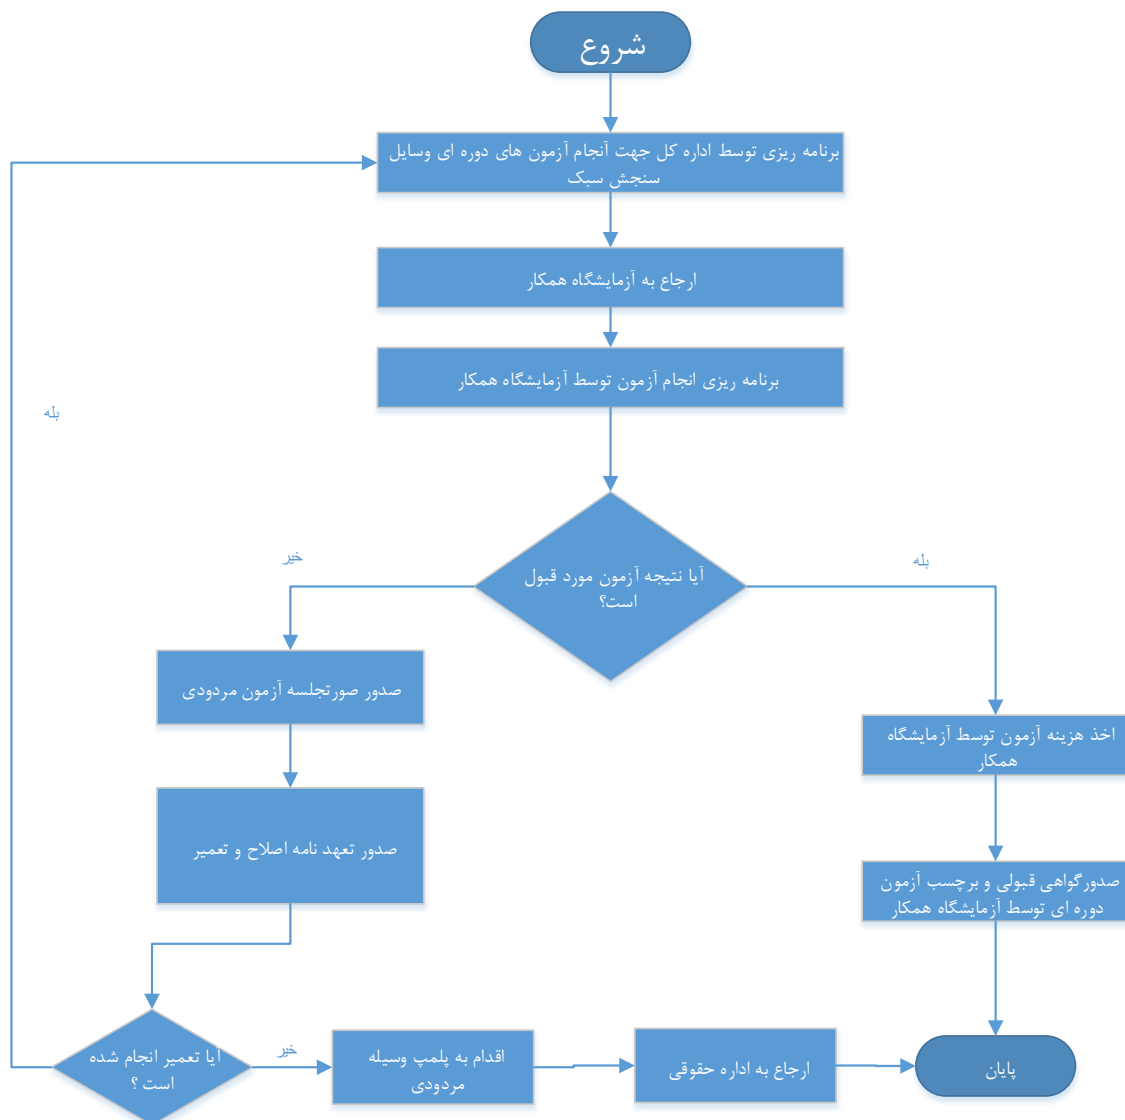 شروع
برنامه ریزی توسط اداره کل جهت انجام آزمون های دوره ای وسایل
سنجش سبک
ارجاع به آزمایشگاه همکار
برنامه ریزی انجام آزمون توسط آزمایشگاه همکار
بله
آیا نتیجه آزمون مورد قبول
است؟
خیر
بله
صدور صورتجلسه آزمون مردودی
اخذ هزینه آزمون توسط آزمایشگاه
همکار
صدور تعهد نامه اصلاح و تعمیر
صدورگواهی قبولی و برچسب آزمون
دوره ای توسط آزمایشگاه همکار
آیا تعمیر انجام شده
است ؟
خیر
اقدام به پلمپ وسیله
مردودی
ارجاع به اداره حقوقی
پایان